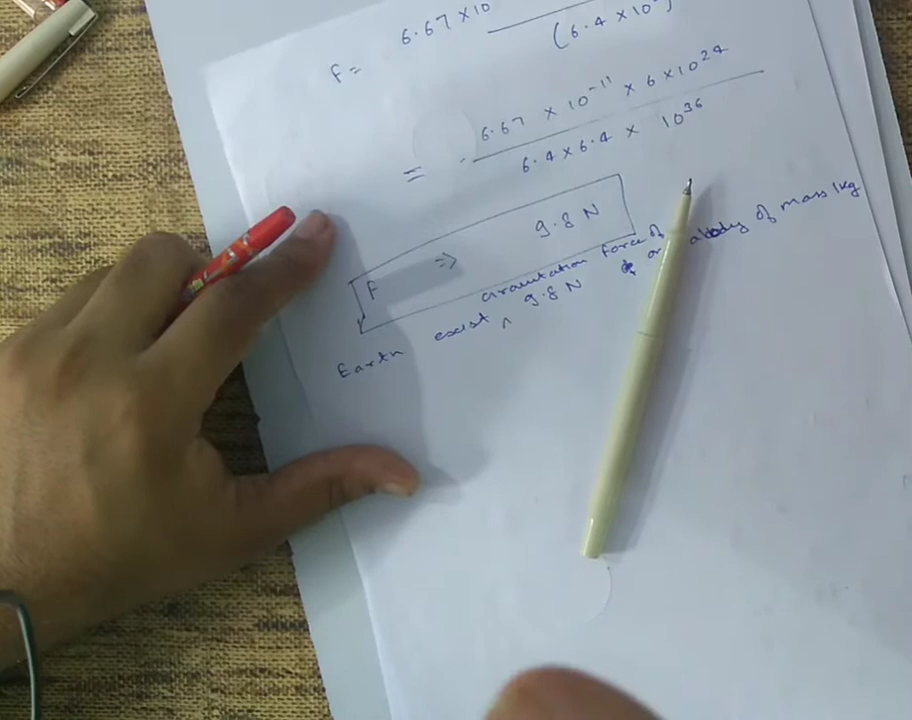 6.67 × 10
F =
(6.4 × 10
= 6.67 × 10⁻¹¹ × 6 × 10²⁴
6.4 × 6.4 × 10³⁶
F ⇒ 9.8 N
Gravitation force of
Earth exist ^ 9.8 N on a body of mass 1kg